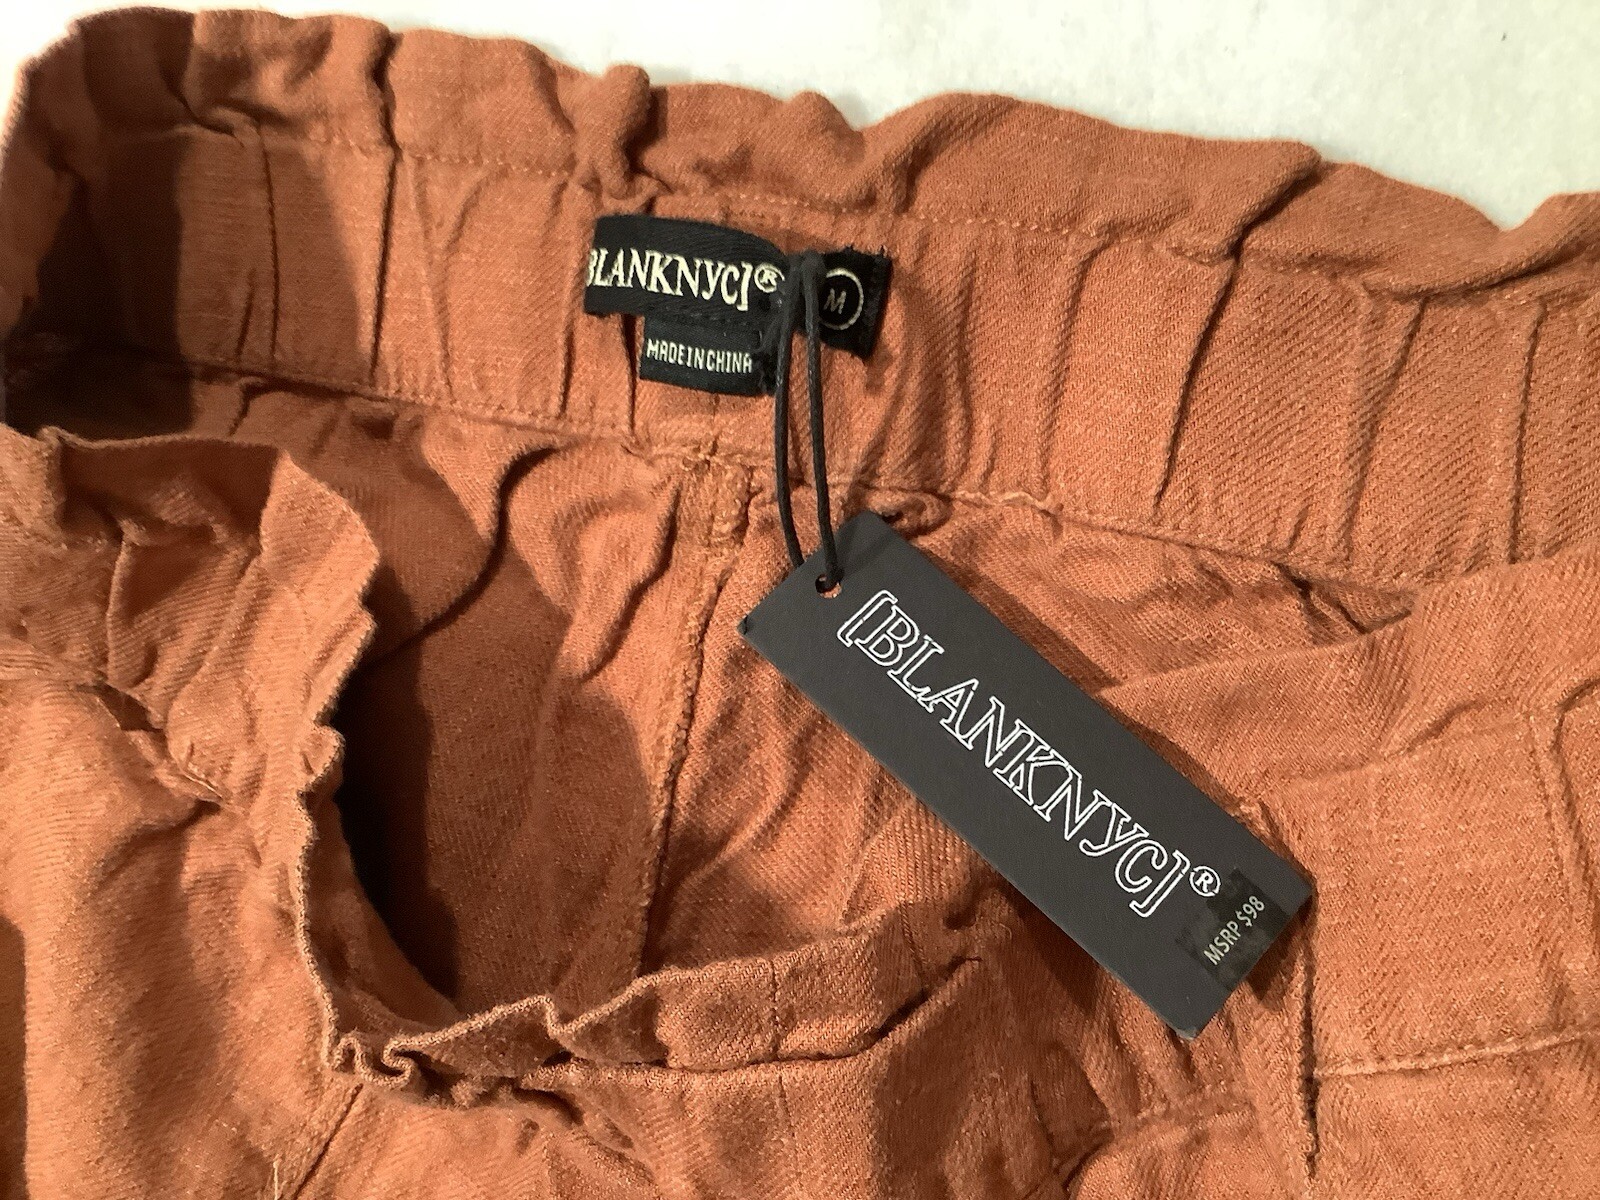 BLANKNYC]®
M
MADE IN CHINA
[BLANKNYC]®
MSRP $98